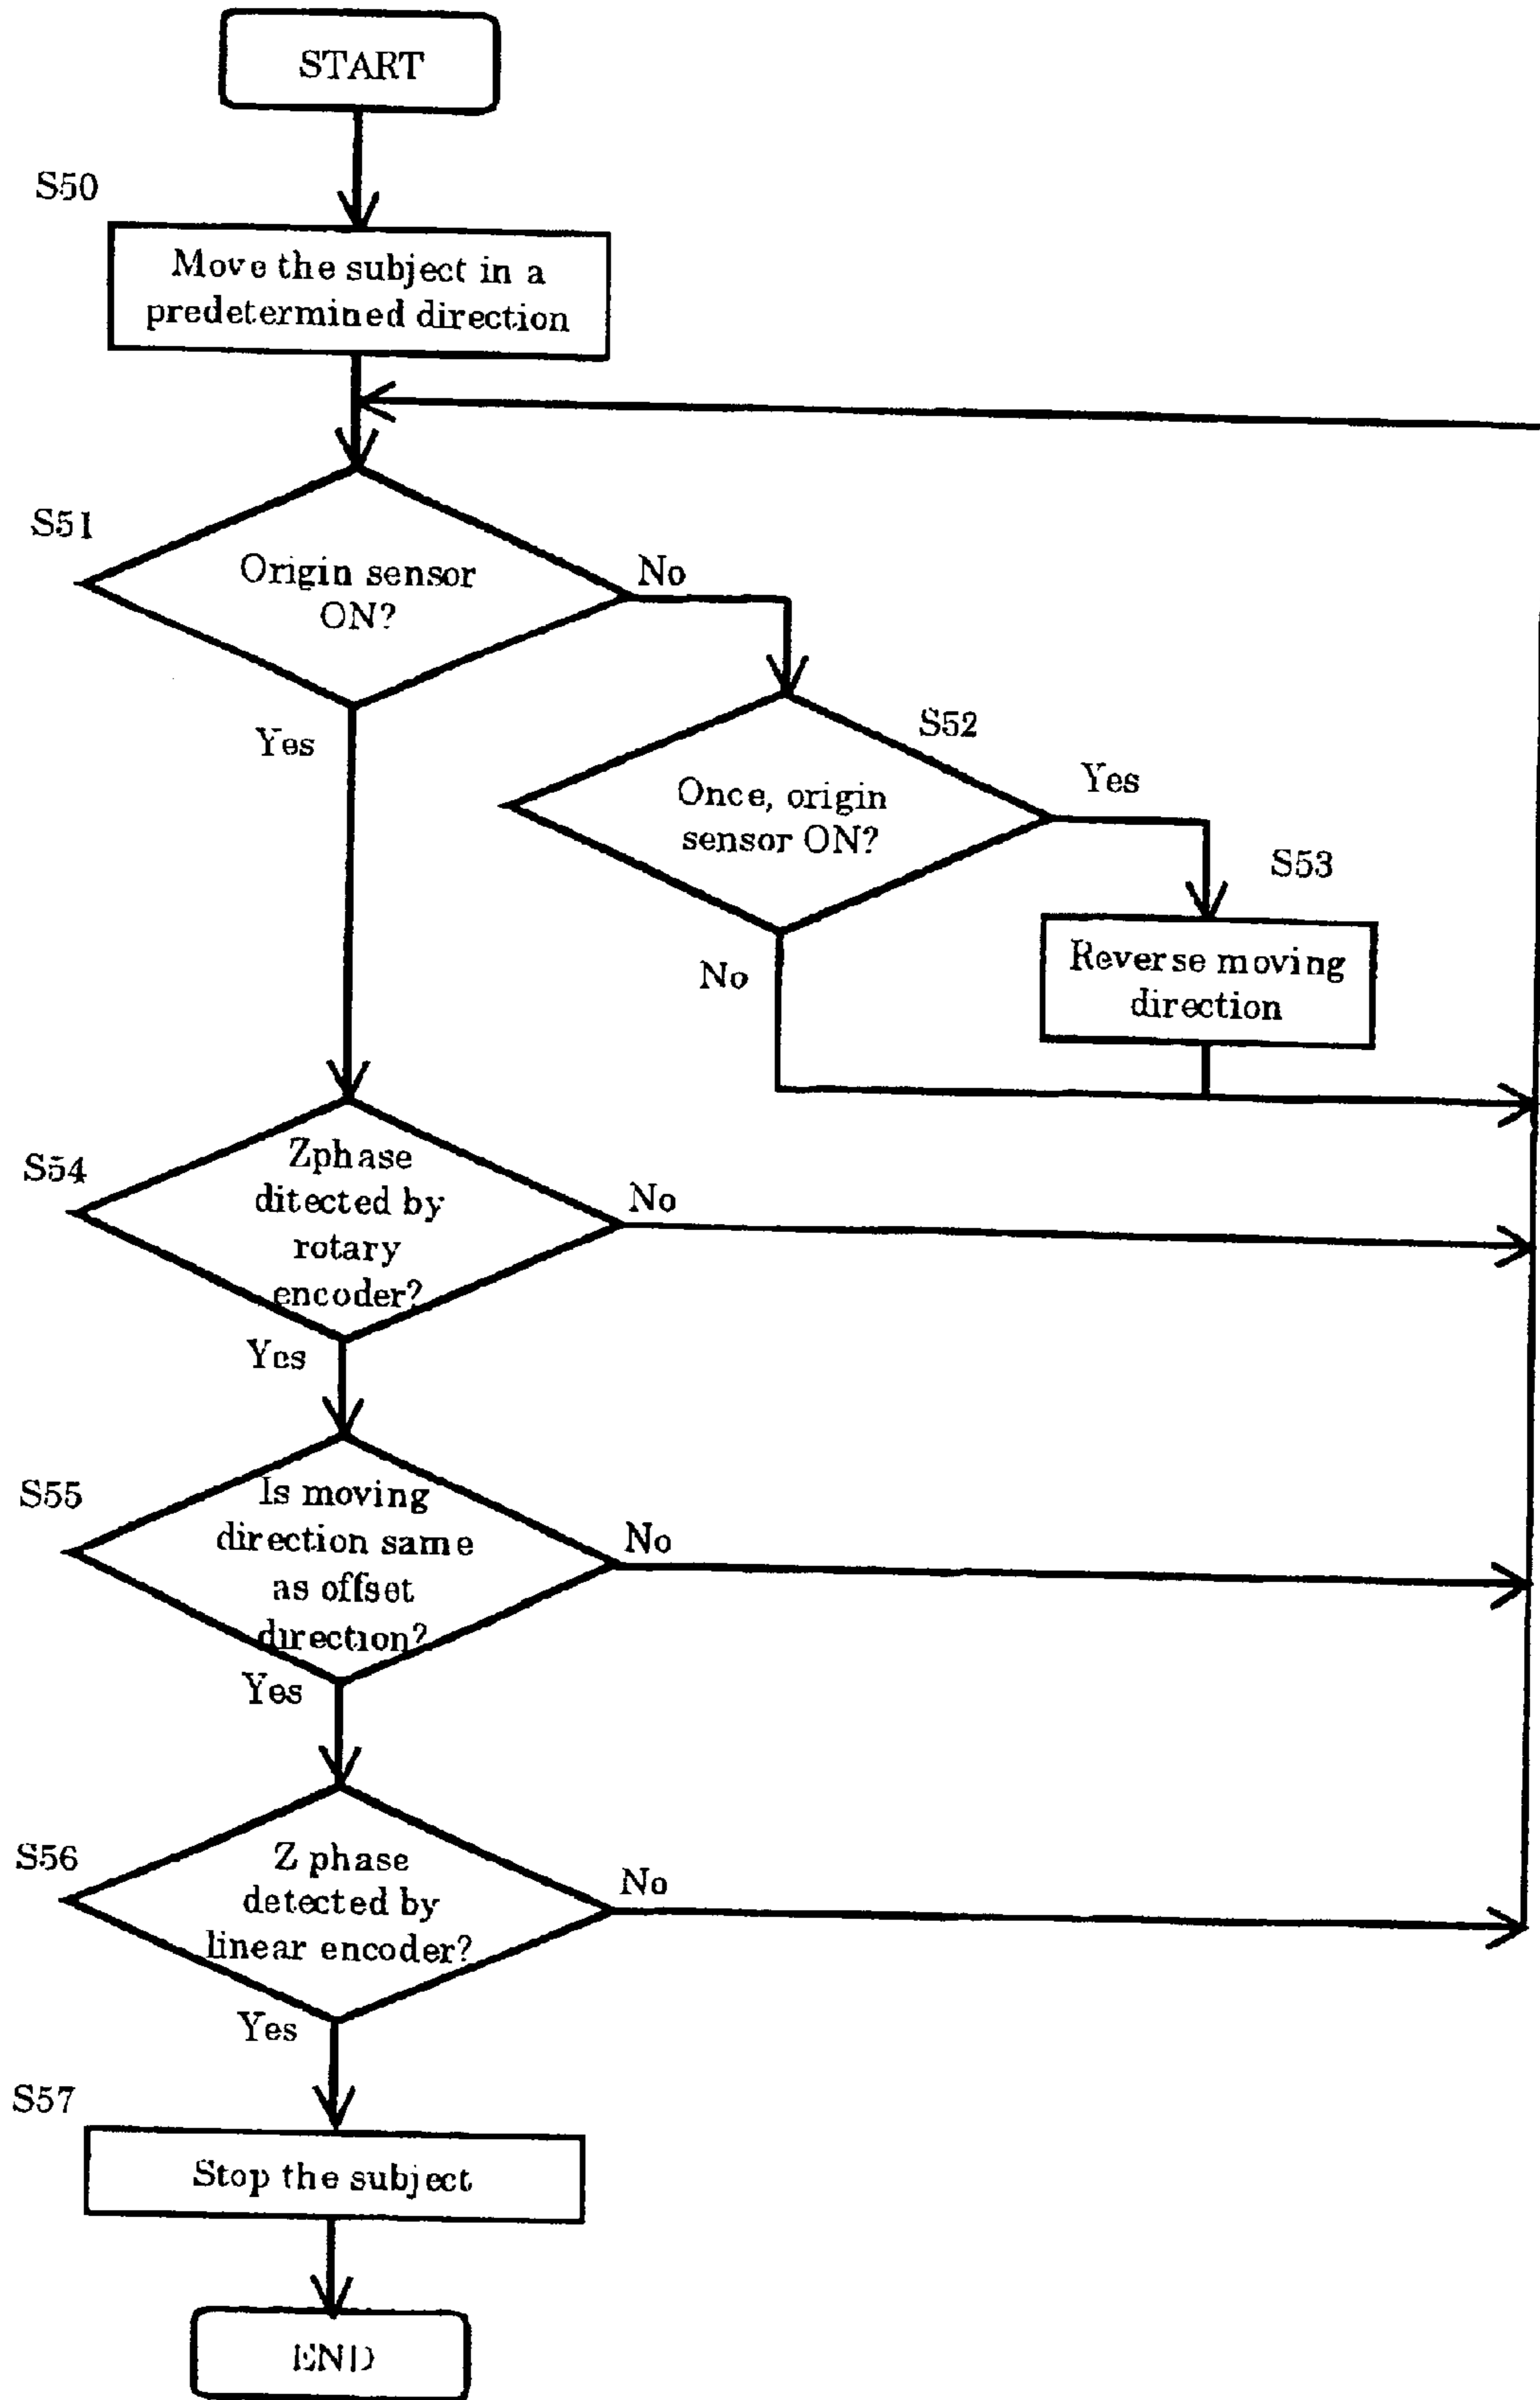 START
S50
Move the subject in a
predetermined direction
S51
Origin sensor
ON?
No
Yes
S52
Once, origin
sensor ON?
Yes
No
S53
Reverse moving
direction
S54
Zphase
ditected by
rotary
encoder?
No
Yes
S55
Is moving
direction same
as offset
direction?
No
Yes
S56
Z phase
detected by
linear encoder?
No
Yes
S57
Stop the subject
END